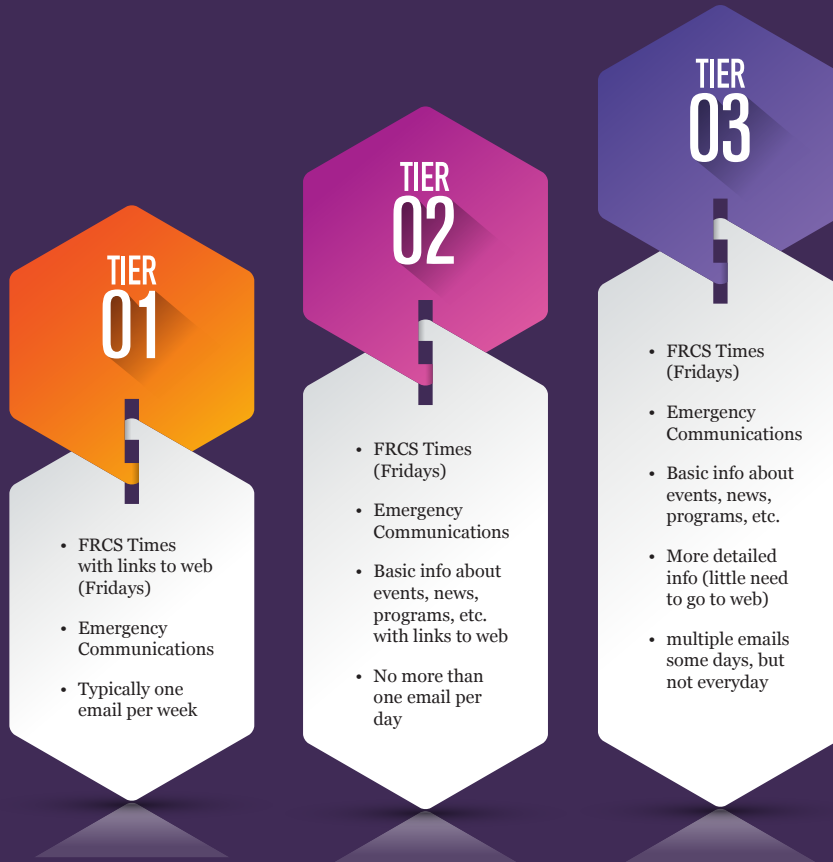 TIER
01
• FRCS Times
with links to web
(Fridays)
• Emergency
Communications
• Typically one
email per week
TIER
02
• FRCS Times
(Fridays)
• Emergency
Communications
• Basic info about
events, news,
programs, etc.
with links to web
• No more than
one email per
day
TIER
03
• FRCS Times
(Fridays)
• Emergency
Communications
• Basic info about
events, news,
programs, etc.
• More detailed
info (little need
to go to web)
• multiple emails
some days, but
not everyday